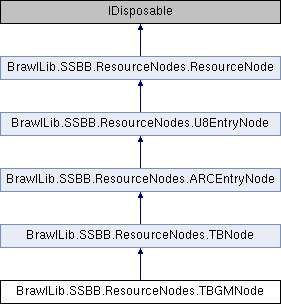 IDisposable
BrawlLib.SSBB.ResourceNodes.ResourceNode
BrawlLib.SSBB.ResourceNodes.U8EntryNode
BrawlLib.SSBB.ResourceNodes.ARCEntryNode
BrawlLib.SSBB.ResourceNodes.TBNode
BrawlLib.SSBB.ResourceNodes.TBGMNode